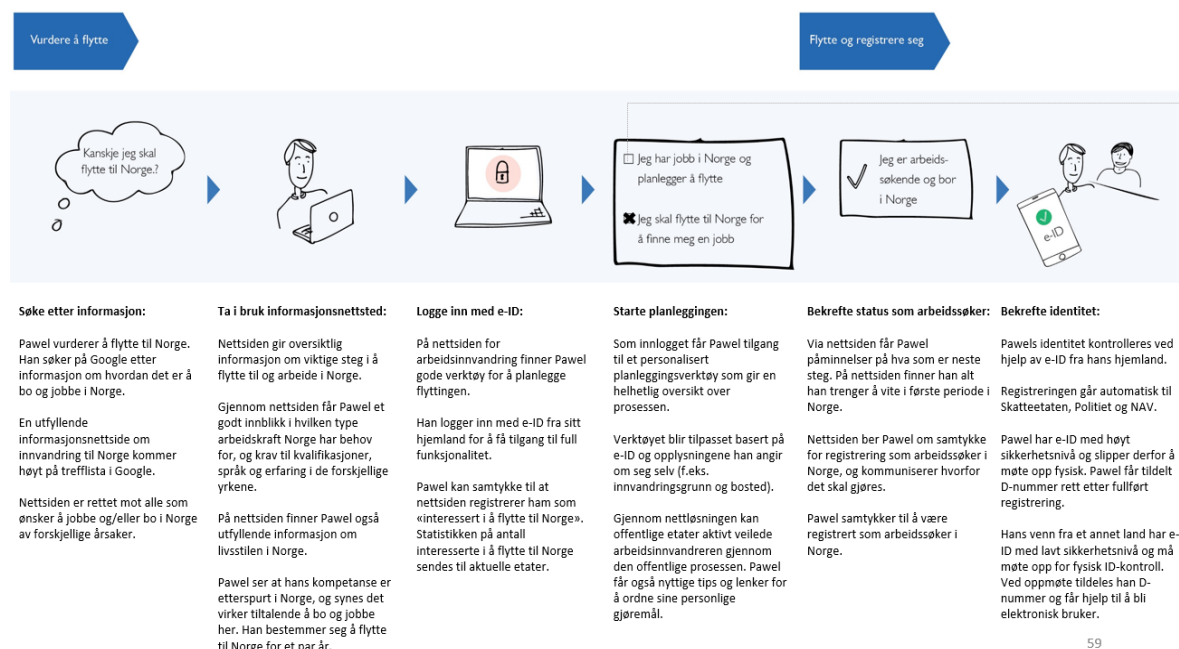 Vurdere å flytte
Flytte og registrere seg
Kanskje jeg skal
flytte til Norge.?
Jeg har jobb i Norge og
planlegger å flytte
Jeg skal flytte til Norge for
å finne meg en jobb
Jeg er arbeids-
søkende og bor
i Norge
e-ID
Søke etter informasjon:
Pawel vurderer å flytte til Norge.
Han søker på Google etter
informasjon om hvordan det er å
bo og jobbe i Norge.
En utfyllende
informasjonsnettside om
innvandring til Norge kommer
høyt på trefflista i Google.
Nettsiden er rettet mot alle som
ønsker å jobbe og/eller bo i Norge
av forskjellige årsaker.
Ta i bruk informasjonsnettsted:
Nettsiden gir oversiktlig
informasjon om viktige steg i å
flytte til og arbeide i Norge.
Gjennom nettsiden får Pawel et
godt innblikk i hvilken type
arbeidskraft Norge har behov
for, og krav til kvalifikasjoner,
språk og erfaring i de forskjellige
yrkene.
På nettsiden finner Pawel også
utfyllende informasjon om
livsstilen i Norge.
Pawel ser at hans kompetanse er
etterspurt i Norge, og synes det
virker tiltalende å bo og jobbe
her. Han bestemmer seg å flytte
til Norge for et par år.
Logge inn med e-ID:
På nettsiden for
arbeidsinnvandring finner Pawel
gode verktøy for å planlegge
flyttingen.
Han logger inn med e-ID fra sitt
hjemland for å få tilgang til full
funksjonalitet.
Pawel kan samtykke til at
nettsiden registrerer ham som
«interessert i å flytte til Norge».
Statistikken på antall
interesserte i å flytte til Norge
sendes til aktuelle etater.
Starte planleggingen:
Som innlogget får Pawel tilgang
til et personalisert
planleggingsverktøy som gir en
helhetlig oversikt over
prosessen.
Verktøyet blir tilpasset basert på
e-ID og opplysningene han angir
om seg selv (f.eks.
innvandringsgrunn og bosted).
Gjennom nettløsningen kan
offentlige etater aktivt veilede
arbeidsinnvandreren gjennom
den offentlige prosessen. Pawel
får også nyttige tips og lenker for
å ordne sine personlige
gjøremål.
Bekrefte status som arbeidssøker:
Via nettsiden får Pawel
påminnelser på hva som er neste
steg. På nettsiden finner han alt
han trenger å vite i første periode i
Norge.
Nettsiden ber Pawel om samtykke
for registrering som arbeidssøker i
Norge, og kommuniserer hvorfor
det skal gjøres.
Pawel samtykker til å være
registrert som arbeidssøker i
Norge.
Bekrefte identitet:
Pawels identitet kontrolleres ved
hjelp av e-ID fra hans hjemland.
Registreringen går automatisk til
Skatteetaten, Politiet og NAV.
Pawel har e-ID med høyt
sikkerhetsnivå og slipper derfor å
møte opp fysisk. Pawel får tildelt
D-nummer rett etter fullført
registrering.
Hans venn fra et annet land har e-
ID med lavt sikkerhetsnivå og må
møte opp for fysisk ID-kontroll.
Ved oppmøte tildeles han D-
nummer og får hjelp til å bli
elektronisk bruker.
59